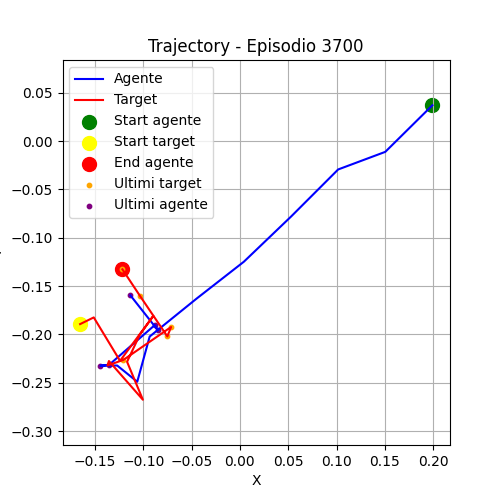 Trajectory - Episodio 3700
Agente
Target
Start agente
Start target
End agente
Ultimi target
Ultimi agente
0.05
0.00
−0.05
−0.10
−0.15
−0.20
−0.25
−0.30
−0.15 −0.10 −0.05 0.00 0.05 0.10 0.15 0.20
X